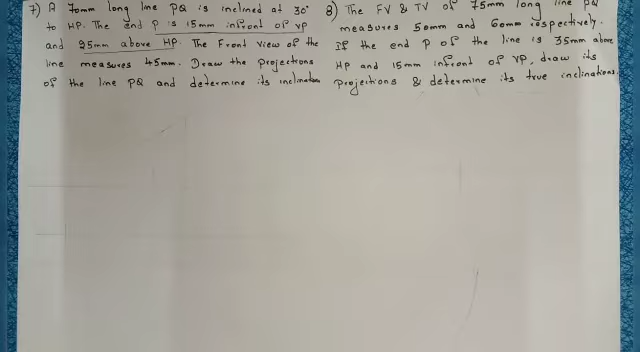 7) A 70mm long line PQ is inclined at 30°
to HP. The End P is 15mm infront of VP
and 25mm above HP. The Front view of the
line measures 45mm. Draw the projections
of the line PQ and determine its inclination
8) The FV & TV of 75mm long line PQ
measures 50mm and 60mm respectively.
If the end P of the line is 35mm above
HP and 15mm infront of VP, draw its
projections & determine its true inclinations.